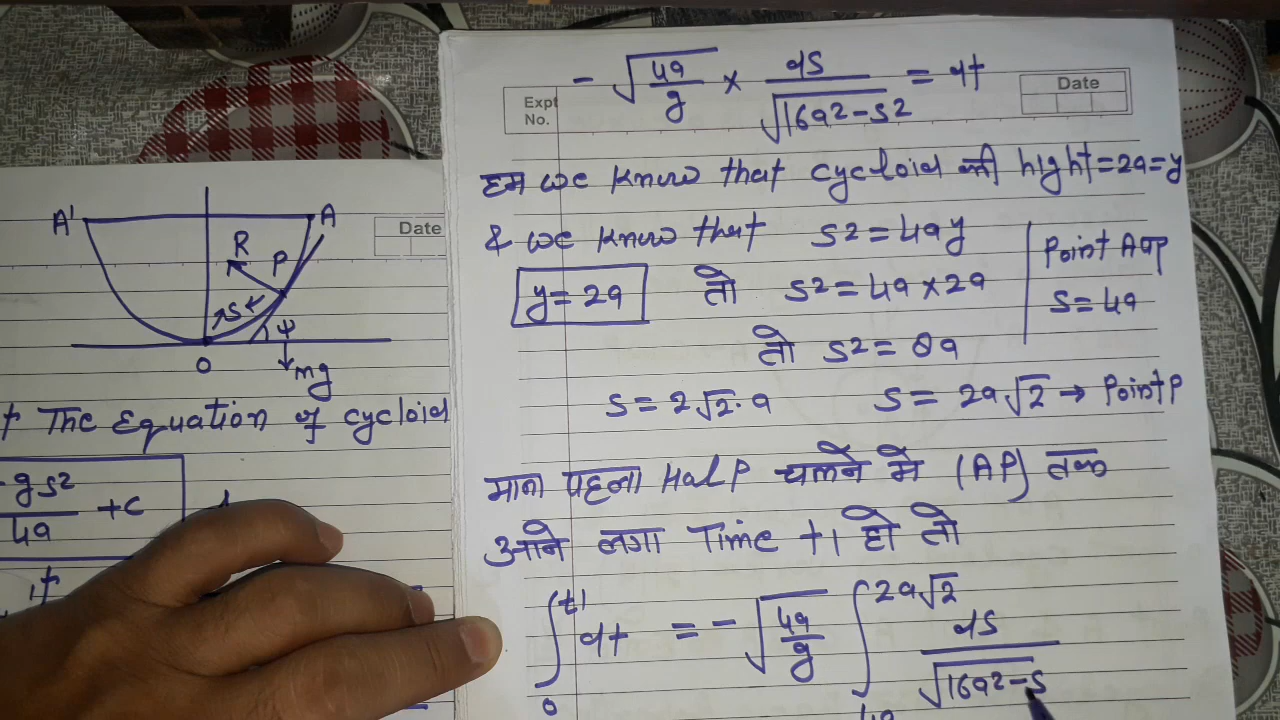 A' A
R P
S ψ
O mg
Date
t The Equation of cycloid
gs²/4a +c
- √(4a/g) × ds/√(16a²-s²) = dt
Expt No.
Date
हम we know that cycloid की hight=2a=y
& we know that s²=4ay
Point A पर
s=4a
y=2a तो s²=4a×2a
तो s²=8a
s=2√2.a s=2a√2→Point P
माना पहला Half चलने मे (AP) तक
आने लगा Time t1 हो तो
∫₀^t1 dt = -√(4a/g) ∫_4a^2a√2 ds/√(16a²-s